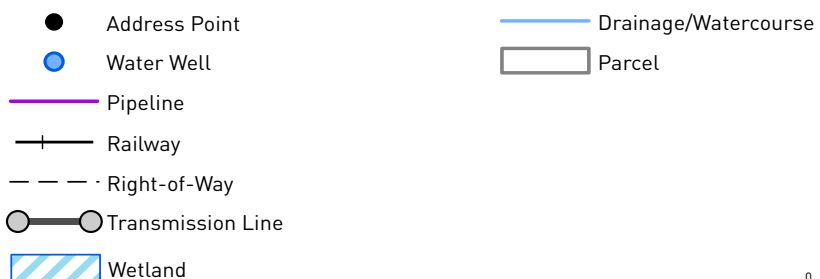 Address Point
Water Well
Pipeline
Railway
Right-of-Way
Transmission Line
Wetland
Drainage/Watercourse
Parcel
0